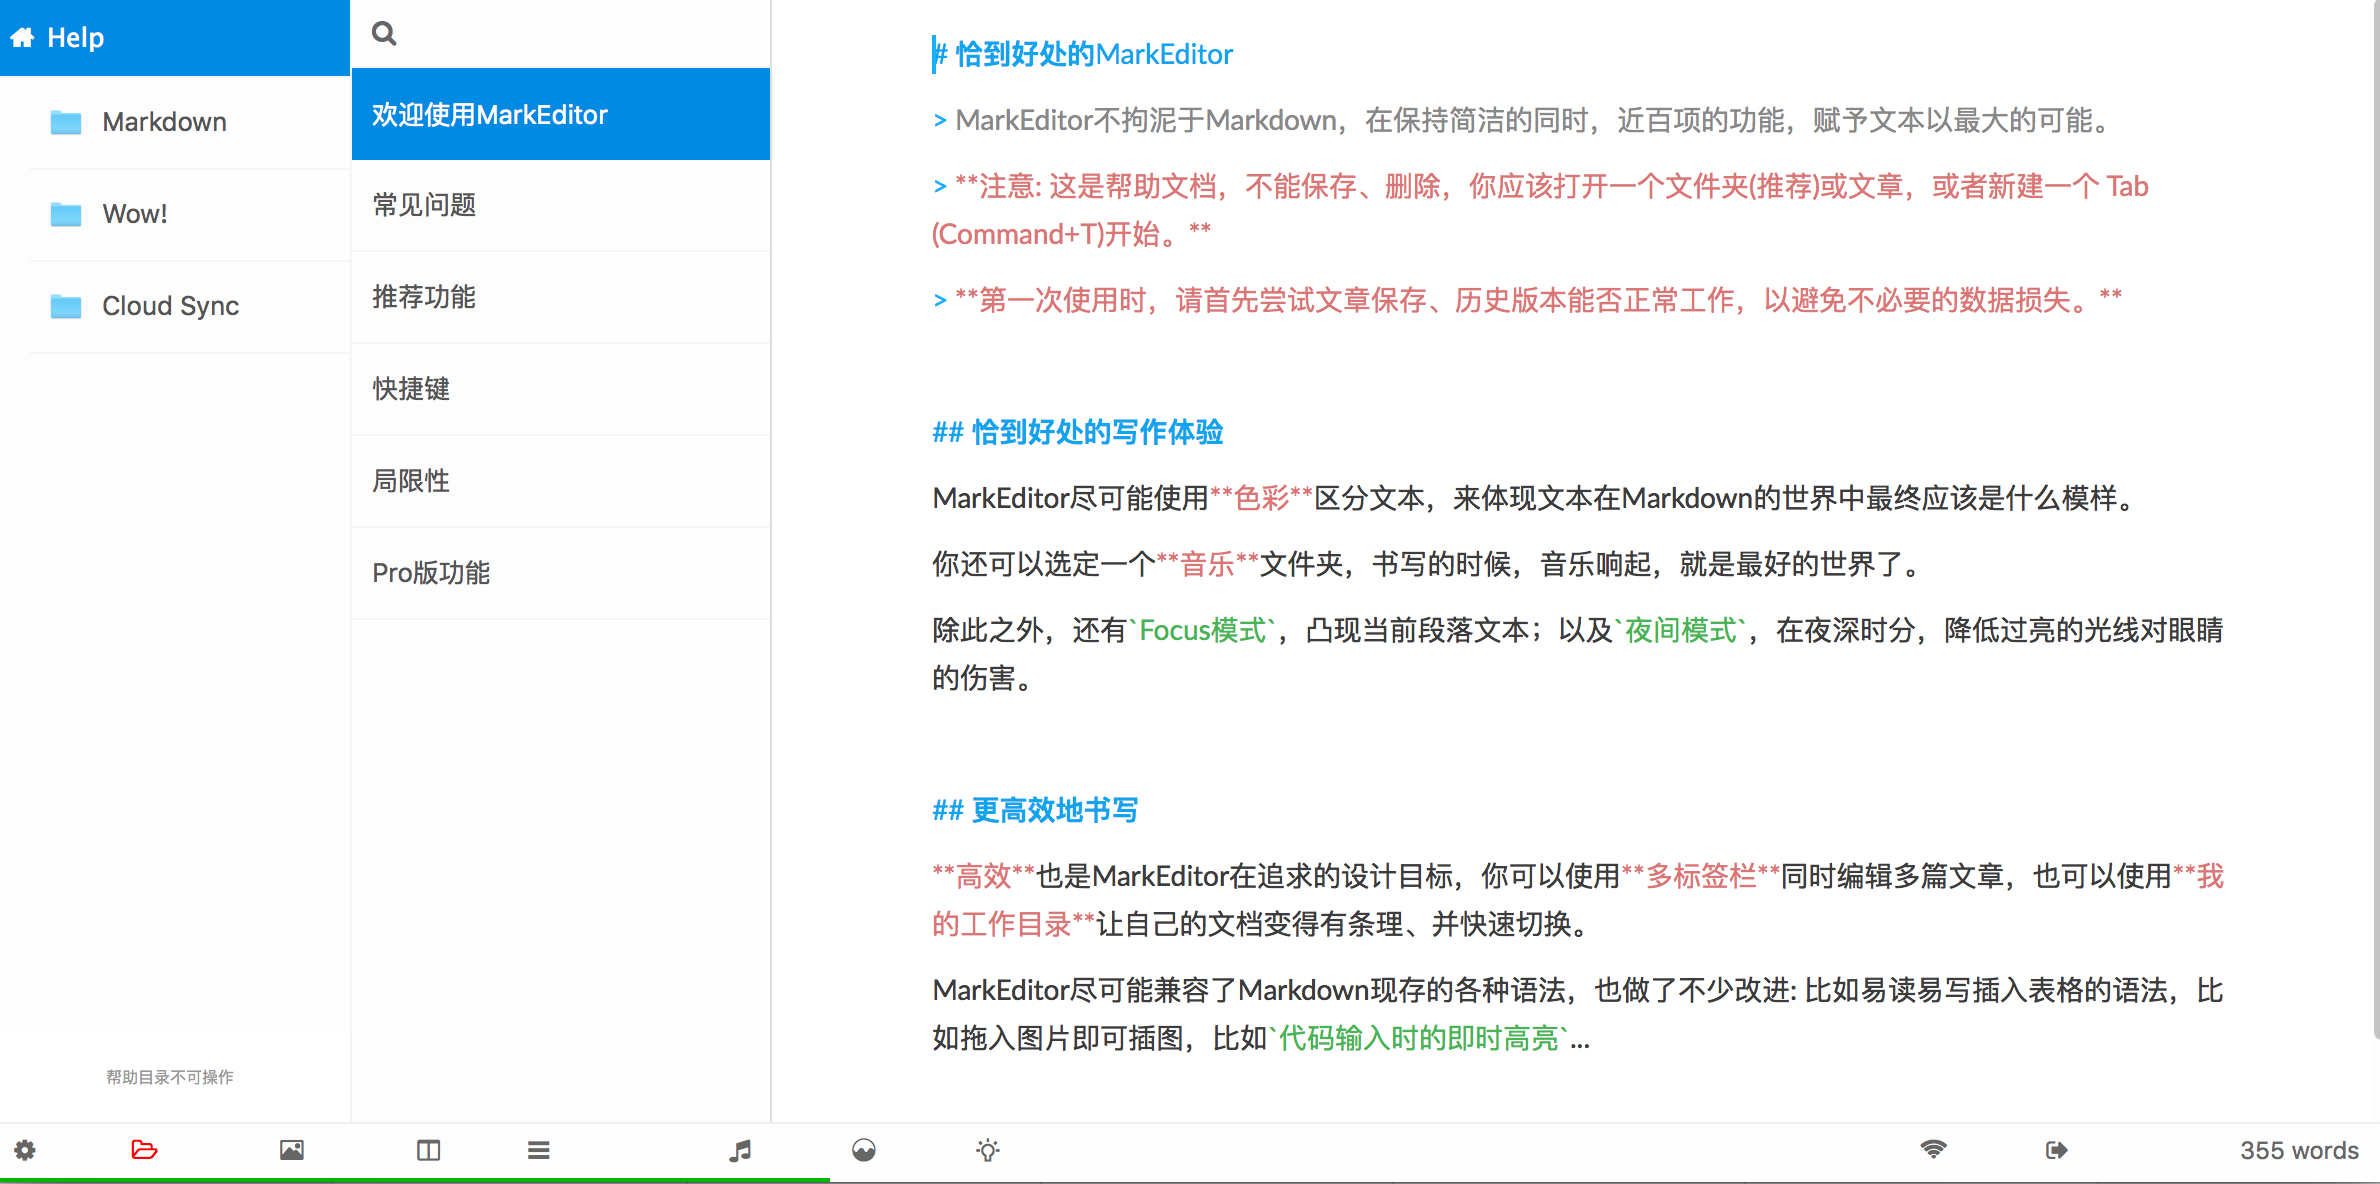 Help
Markdown
Wow!
Cloud Sync
帮助目录不可操作
欢迎使用MarkEditor
常见问题
推荐功能
快捷键
局限性
Pro版功能
# 恰到好处的MarkEditor
> MarkEditor不拘泥于Markdown，在保持简洁的同时，近百项的功能，赋予文本以最大的可能。
> **注意: 这是帮助文档，不能保存、删除，你应该打开一个文件夹(推荐)或文章，或者新建一个 Tab
(Command+T)开始。**
> **第一次使用时，请首先尝试文章保存、历史版本能否正常工作，以避免不必要的数据损失。**
## 恰到好处的写作体验
MarkEditor尽可能使用**色彩**区分文本，来体现文本在Markdown的世界中最终应该是什么模样。
你还可以选定一个**音乐**文件夹，书写的时候，音乐响起，就是最好的世界了。
除此之外，还有`Focus模式`，凸现当前段落文本；以及`夜间模式`，在夜深时分，降低过亮的光线对眼睛
的伤害。
## 更高效地书写
**高效**也是MarkEditor在追求的设计目标，你可以使用**多标签栏**同时编辑多篇文章，也可以使用**我
的工作目录**让自己的文档变得有条理、并快速切换。
MarkEditor尽可能兼容了Markdown现存的各种语法，也做了不少改进: 比如易读易写插入表格的语法，比
如拖入图片即可插图，比如`代码输入时的即时高亮`...
355 words